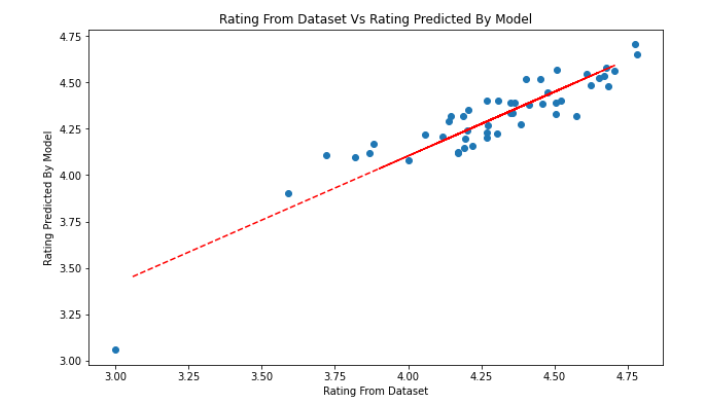 Rating From Dataset Vs Rating Predicted By Model
4.75
4.50
4.25
4.00
3.75
3.50
3.25
3.00
Rating Predicted By Model
3.00 3.25 3.50 3.75 4.00 4.25 4.50 4.75
Rating From Dataset